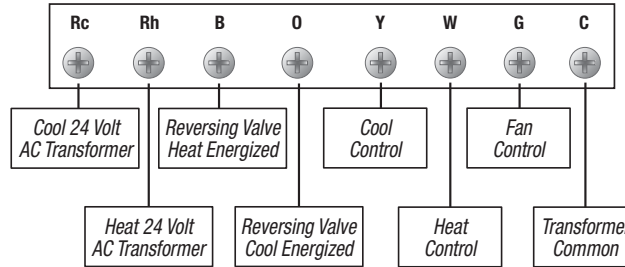 Rc Rh B O Y W G C
Cool 24 Volt
AC Transformer
Reversing Valve
Heat Energized
Cool
Control
Fan
Control
Heat 24 Volt
AC Transformer
Reversing Valve
Cool Energized
Heat
Control
Transformer
Common